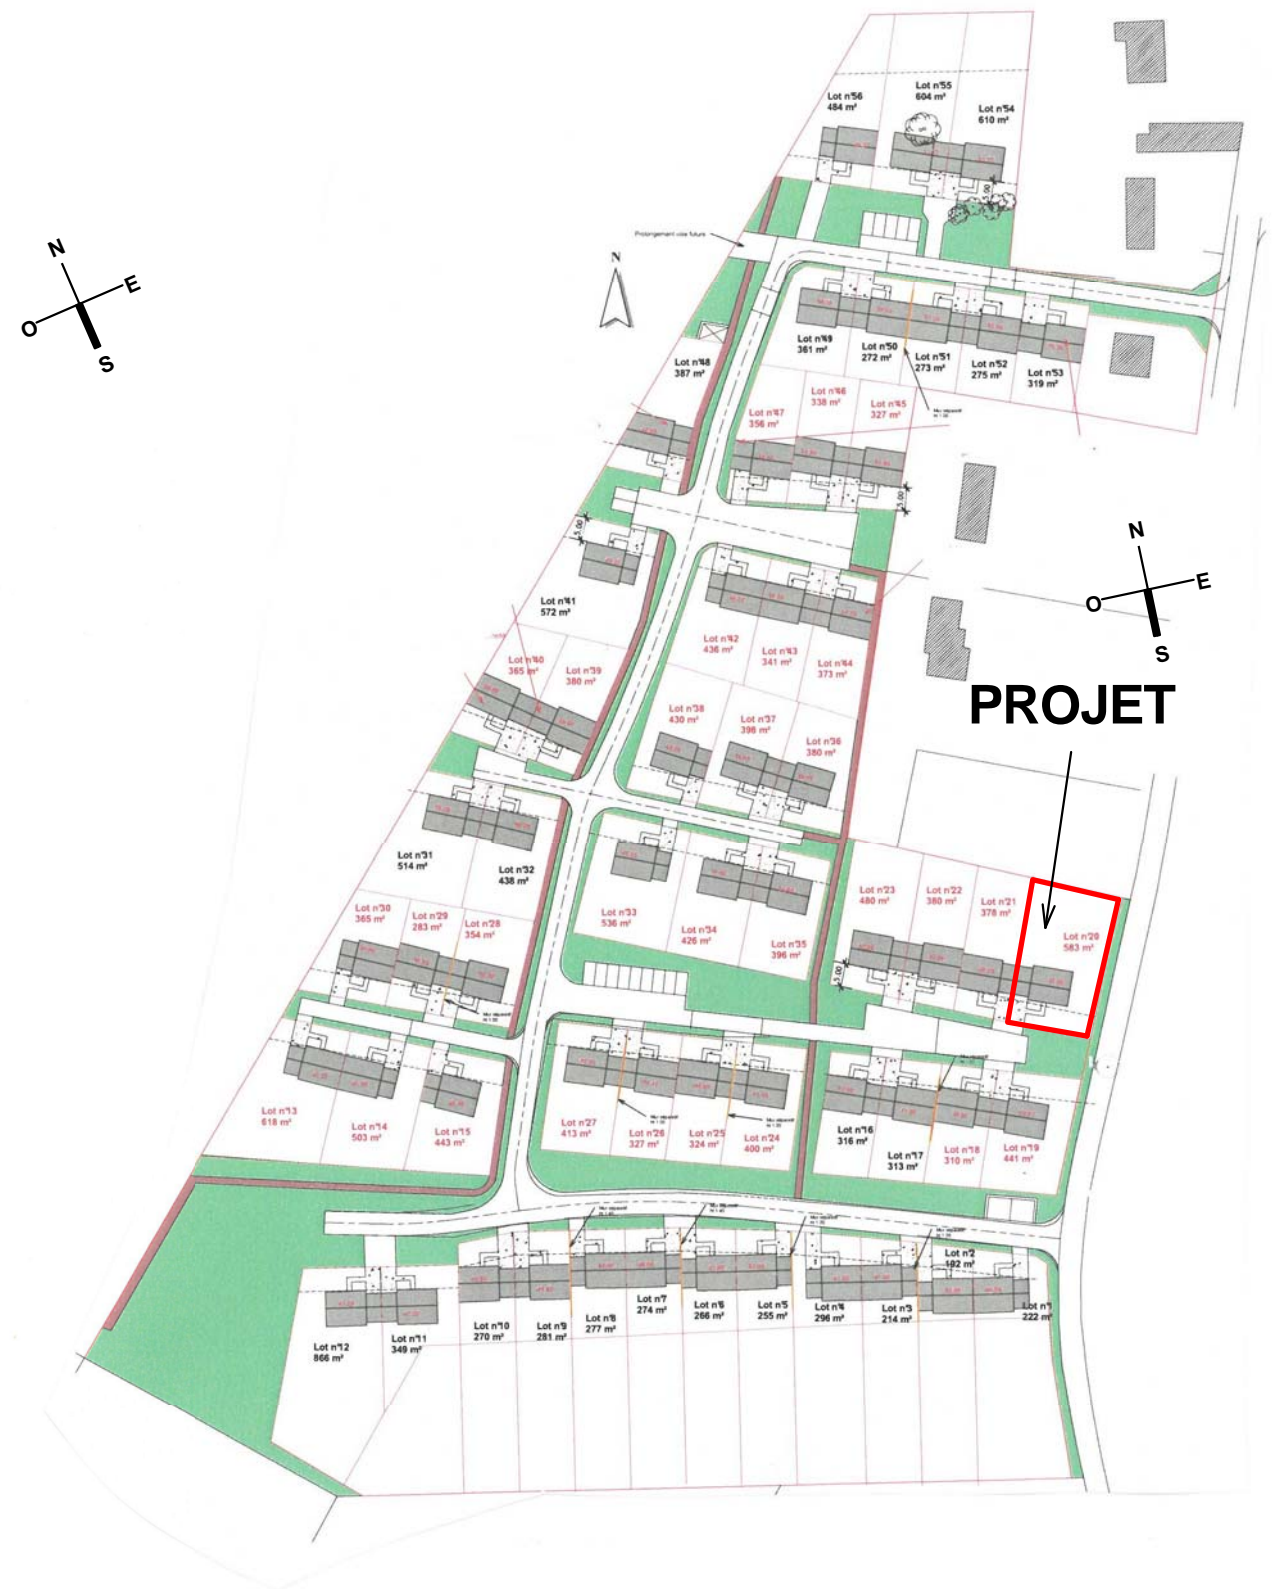 Lot n°56
484 m²
Lot n°55
604 m²
Lot n°54
610 m²
5.00
Prolongement voie future
N
E
O
S
N
Lot n°48
387 m²
Lot n°49
361 m²
Lot n°50
272 m²
Lot n°51
273 m²
Lot n°52
275 m²
Lot n°53
319 m²
Lot n°47
356 m²
Lot n°46
338 m²
Lot n°45
327 m²
5.00
5.00
N
E
O
S
Lot n°41
572 m²
Lot n°42
436 m²
Lot n°43
341 m²
Lot n°44
373 m²
Lot n°40
365 m²
Lot n°39
380 m²
Lot n°38
430 m²
Lot n°37
398 m²
Lot n°36
380 m²
PROJET
Lot n°31
514 m²
Lot n°32
438 m²
Lot n°33
536 m²
Lot n°34
426 m²
Lot n°35
396 m²
Lot n°23
480 m²
Lot n°22
380 m²
Lot n°21
378 m²
Lot n°20
583 m²
5.00
Lot n°30
365 m²
Lot n°29
283 m²
Lot n°28
354 m²
Lot n°13
618 m²
Lot n°14
503 m²
Lot n°15
443 m²
Lot n°27
413 m²
Lot n°26
327 m²
Lot n°25
324 m²
Lot n°24
400 m²
Lot n°16
316 m²
Lot n°17
313 m²
Lot n°18
310 m²
Lot n°19
441 m²
Lot n°12
866 m²
Lot n°11
349 m²
Lot n°10
270 m²
Lot n°9
281 m²
Lot n°8
277 m²
Lot n°7
274 m²
Lot n°6
266 m²
Lot n°5
255 m²
Lot n°4
296 m²
Lot n°3
214 m²
Lot n°2
192 m²
Lot n°1
222 m²